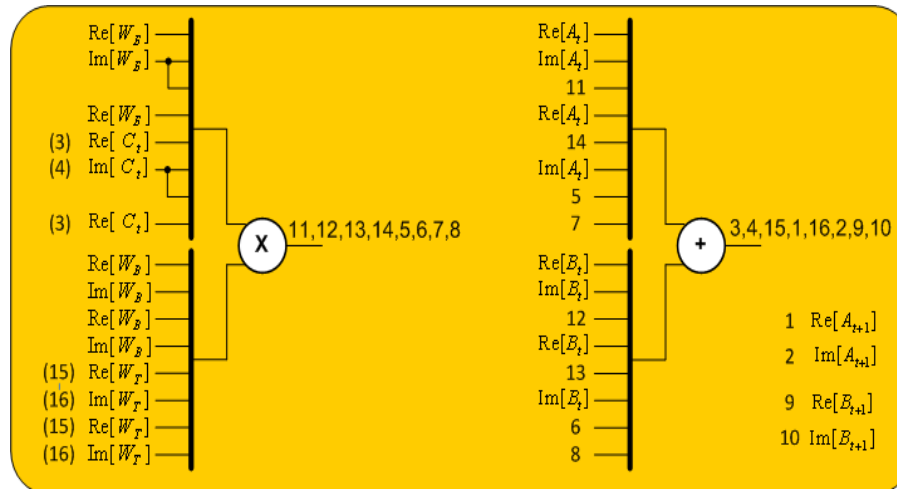 Re[W_E]
Im[W_E]
Re[W_E]
(3) Re[C_t]
(4) Im[C_t]
(3) Re[C_t]
X
11,12,13,14,5,6,7,8
Re[W_B]
Im[W_B]
Re[W_B]
Im[W_B]
(15) Re[W_T]
(16) Im[W_T]
(15) Re[W_T]
(16) Im[W_T]
Re[A_t]
Im[A_t]
11
Re[A_t]
14
Im[A_t]
5
7
+
3,4,15,1,16,2,9,10
Re[B_t]
Im[B_t]
12
Re[B_t]
13
Im[B_t]
6
8
1 Re[A_{t+1}]
2 Im[A_{t+1}]
9 Re[B_{t+1}]
10 Im[B_{t+1}]